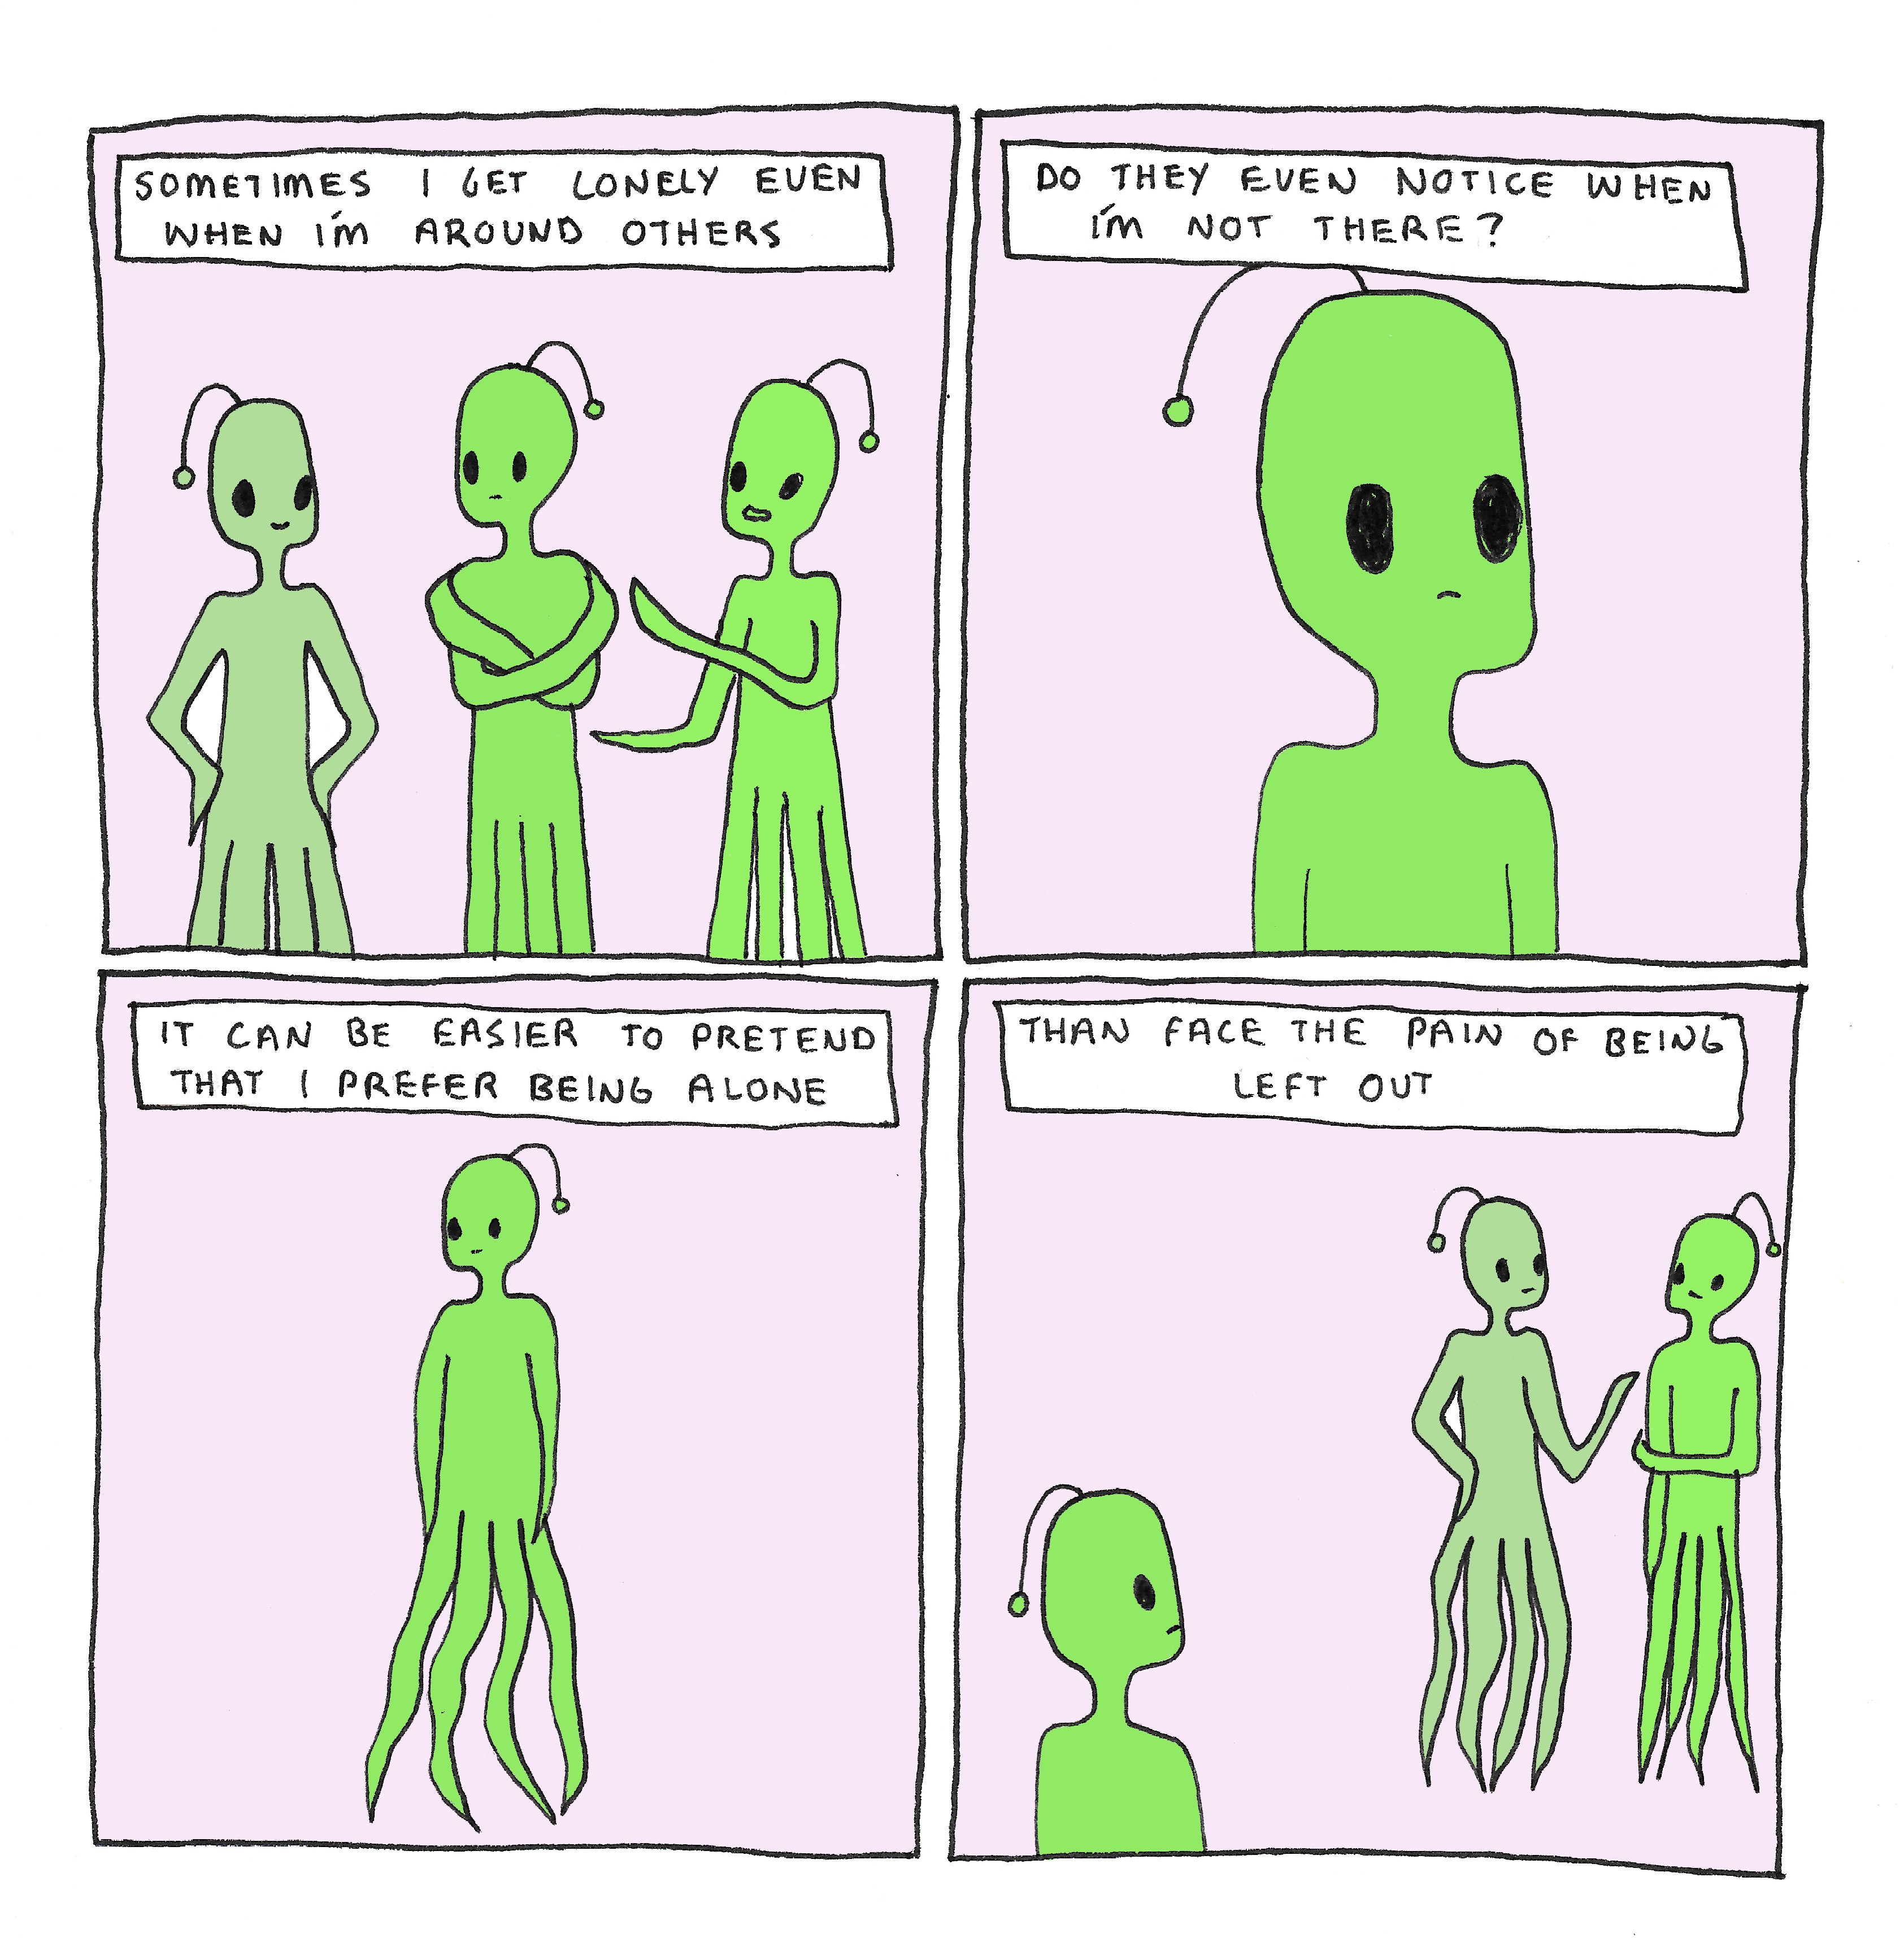 SOMETIMES I GET LONELY EVEN
WHEN I'M AROUND OTHERS
DO THEY EVEN NOTICE WHEN
I'M NOT THERE?
IT CAN BE EASIER TO PRETEND
THAT I PREFER BEING ALONE
THAN FACE THE PAIN OF BEING
LEFT OUT